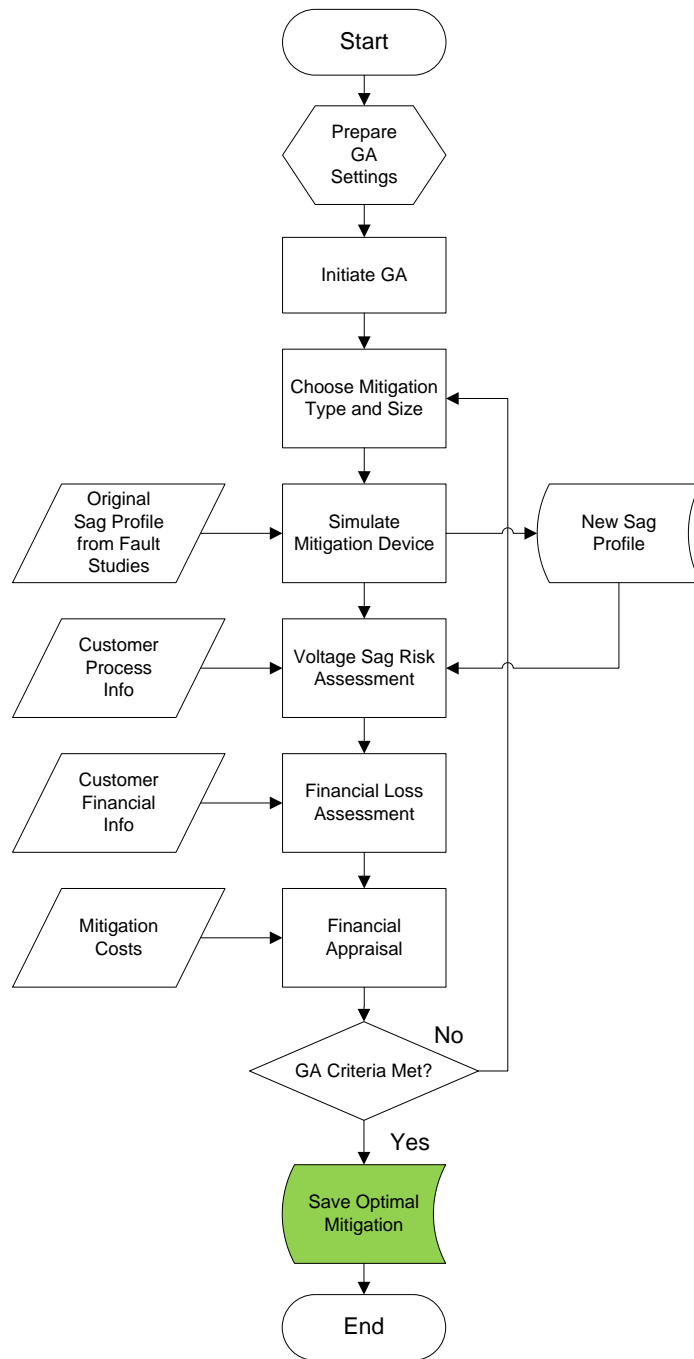 Start
Prepare
GA
Settings
Initiate GA
Choose Mitigation
Type and Size
Original
Sag Profile
from Fault
Studies
Simulate
Mitigation Device
New Sag
Profile
Customer
Process
Info
Voltage Sag Risk
Assessment
Customer
Financial
Info
Financial Loss
Assessment
Mitigation
Costs
Financial
Appraisal
GA Criteria Met?
No
Yes
Save Optimal
Mitigation
End